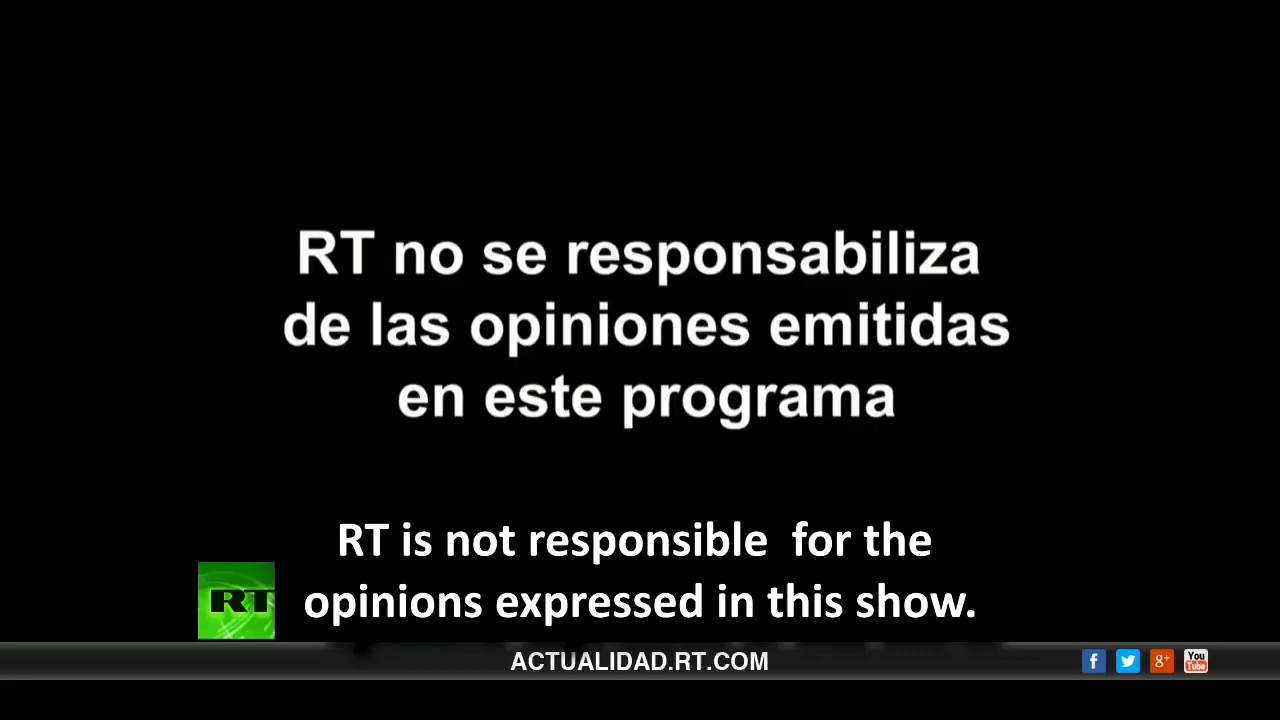 RT no se responsabiliza
de las opiniones emitidas
en este programa
RT is not responsible  for the
opinions expressed in this show.
RT
ACTUALIDAD.RT.COM
f
g+
You
Tube